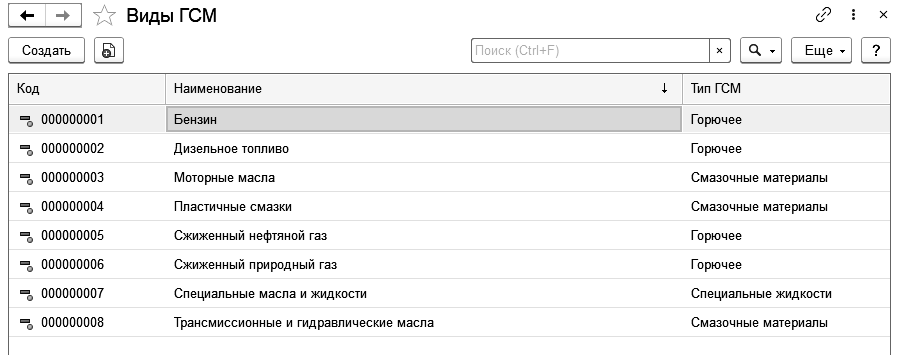 Виды ГСМ
Создать Поиск (Ctrl+F) × Еще ?
Код Наименование ↓ Тип ГСМ
000000001 Бензин Горючее
000000002 Дизельное топливо Горючее
000000003 Моторные масла Смазочные материалы
000000004 Пластичные смазки Смазочные материалы
000000005 Сжиженный нефтяной газ Горючее
000000006 Сжиженный природный газ Горючее
000000007 Специальные масла и жидкости Специальные жидкости
000000008 Трансмиссионные и гидравлические масла Смазочные материалы